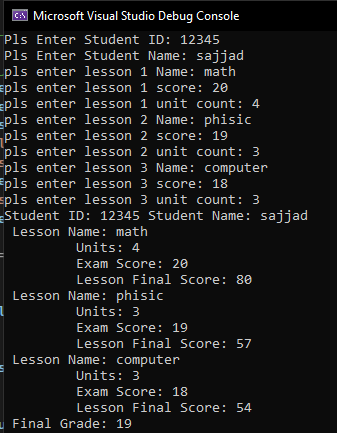 Microsoft Visual Studio Debug Console
Pls Enter Student ID: 12345
Pls Enter Student Name: sajjad
pls enter lesson 1 Name: math
pls enter lesson 1 score: 20
pls enter lesson 1 unit count: 4
pls enter lesson 2 Name: phisic
pls enter lesson 2 score: 19
pls enter lesson 2 unit count: 3
pls enter lesson 3 Name: computer
pls enter lesson 3 score: 18
pls enter lesson 3 unit count: 3
Student ID: 12345 Student Name: sajjad
Lesson Name: math
Units: 4
Exam Score: 20
Lesson Final Score: 80
Lesson Name: phisic
Units: 3
Exam Score: 19
Lesson Final Score: 57
Lesson Name: computer
Units: 3
Exam Score: 18
Lesson Final Score: 54
Final Grade: 19